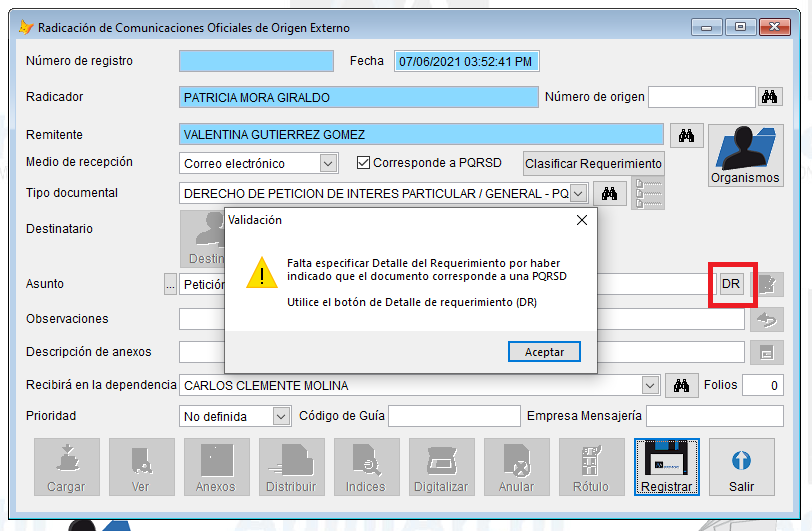 Radicación de Comunicaciones Oficiales de Origen Externo
Número de registro
Fecha
07/06/2021 03:52:41 PM
Radicador
PATRICIA MORA GIRALDO
Número de origen
Remitente
VALENTINA GUTIERREZ GOMEZ
Medio de recepción
Correo electrónico
Corresponde a PQRSD
Clasificar Requerimiento
Organismos
Tipo documental
DERECHO DE PETICION DE INTERES PARTICULAR / GENERAL - PQ
Validación
Destinatario
Destin
Falta especificar Detalle del Requerimiento por haber
indicado que el documento corresponde a una PQRSD
Utilice el botón de Detalle de requerimiento (DR)
Aceptar
Asunto
...
Petición
DR
Observaciones
Descripción de anexos
Recibirá en la dependencia
CARLOS CLEMENTE MOLINA
Folios
0
Prioridad
No definida
Código de Guía
Empresa Mensajería
Cargar
Ver
Anexos
Distribuir
Indices
Digitalizar
Anular
Rótulo
Registrar
Salir